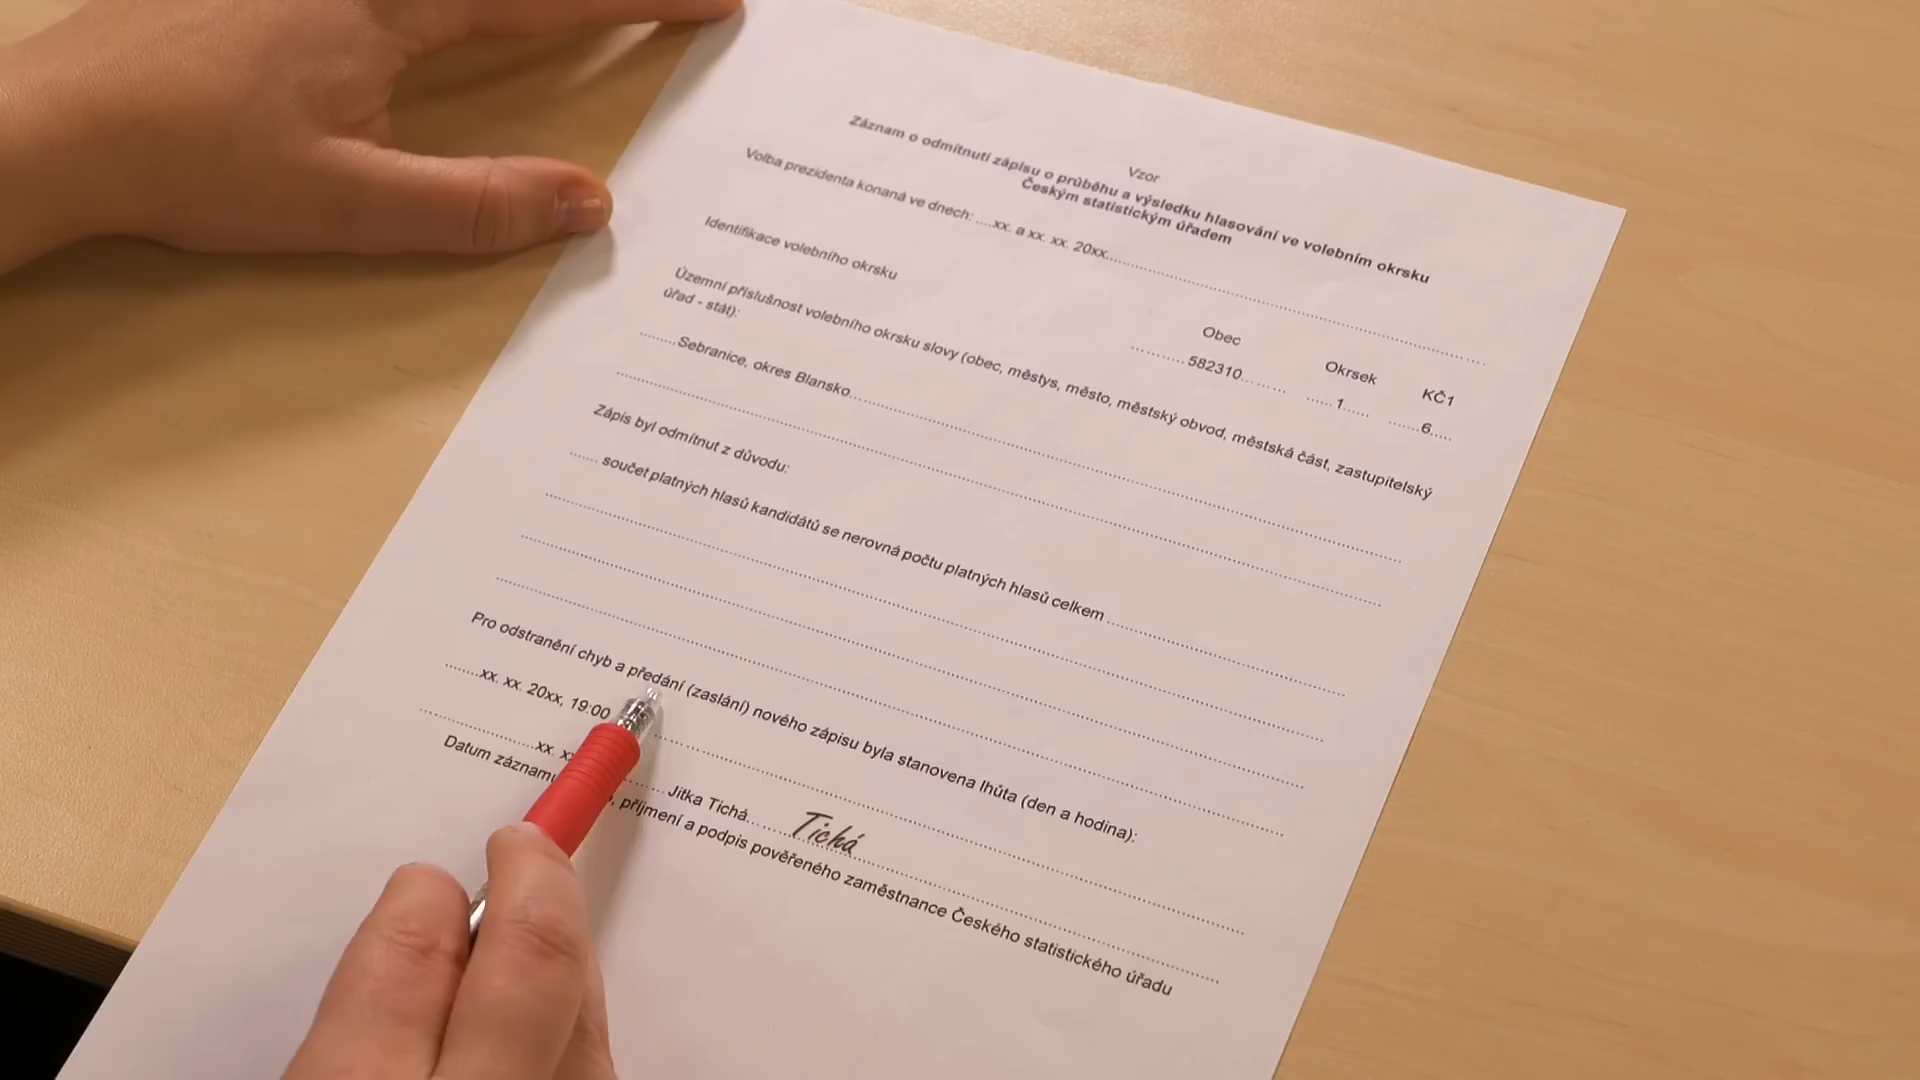 Vzor
Záznam o odmítnutí zápisu o průběhu a výsledku hlasování ve volebním okrsku
Českým statistickým úřadem
Volba prezidenta konaná ve dnech: ....xx. a xx. xx. 20xx..........
Identifikace volebního okrsku
Obec Okrsek KČ1
..........582310......... ......1...... .......6.....
Územní příslušnost volebního okrsku slovy (obec, městys, město, městský obvod, městská část, zastupitelský
úřad - stát):
........Sebranice, okres Blansko..........
Zápis byl odmítnut z důvodu:
....... součet platných hlasů kandidátů se nerovná počtu platných hlasů celkem ..........
Pro odstranění chyb a předání (zaslání) nového zápisu byla stanovena lhůta (den a hodina):
........xx. xx. 20xx, 19:00 ..........
....................xx. .......... Jitka Tichá.......... Tichá
Datum záznamu, příjmení a podpis pověřeného zaměstnance Českého statistického úřadu